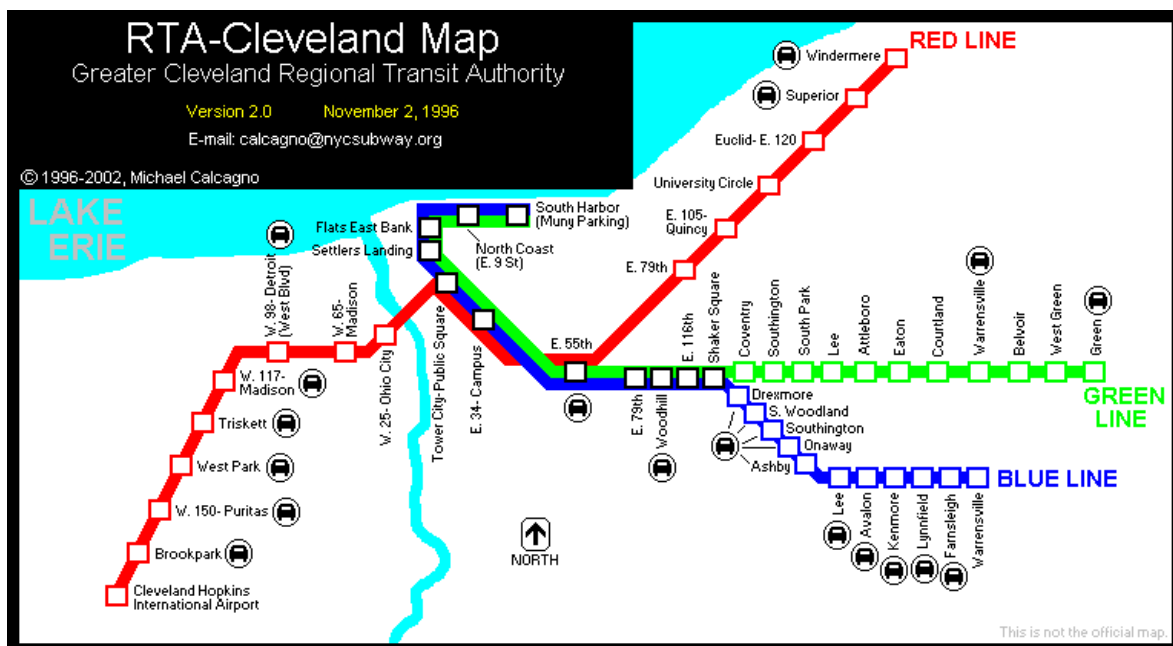 RTA-Cleveland Map
Greater Cleveland Regional Transit Authority
Version 2.0 November 2, 1996
E-mail: calcagno@nycsubway.org
© 1996-2002, Michael Calcagno
LAKE
ERIE
RED LINE
Windermere
Superior
Euclid- E. 120
University Circle
E. 105-
Quincy
E. 79th
South Harbor
(Muny Parking)
Flats East Bank
North Coast
(E. 9 St)
Settlers Landing
W. 98- Detroit
(West Blvd)
W. 65-
Madison
W. 25- Ohio City
Tower City-Public Square
E. 34- Campus
E. 55th
E. 79th
Woodhill
E. 116th
Shaker Square
Coventry
Southington
South Park
Lee
Attleboro
Eaton
Courtland
Warrensville
Belvoir
West Green
Green
GREEN
LINE
W. 117-
Madison
Triskett
West Park
W. 150- Puritas
Brookpark
Cleveland Hopkins
International Airport
Drexmore
S. Woodland
Southington
Onaway
Ashby
BLUE LINE
Lee
Avalon
Kenmore
Lynnfield
Farnsleigh
Warrensville
NORTH
This is not the official map.